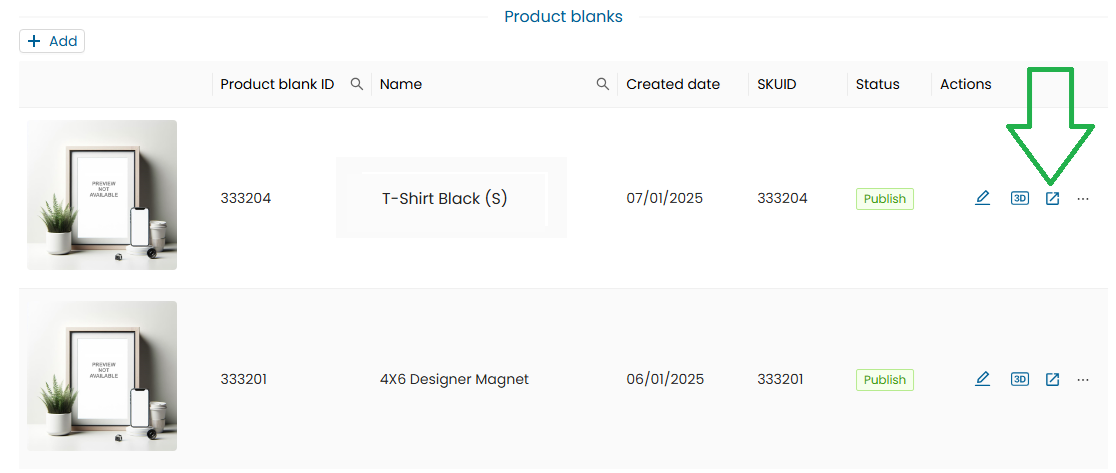 Product blanks
+ Add
Product blank ID Name Created date SKUID Status Actions
PREVIEW
NOT
AVAILABLE
333204 T-Shirt Black (S) 07/01/2025 333204 Publish 3D ...
PREVIEW
NOT
AVAILABLE
333201 4X6 Designer Magnet 06/01/2025 333201 Publish 3D ...